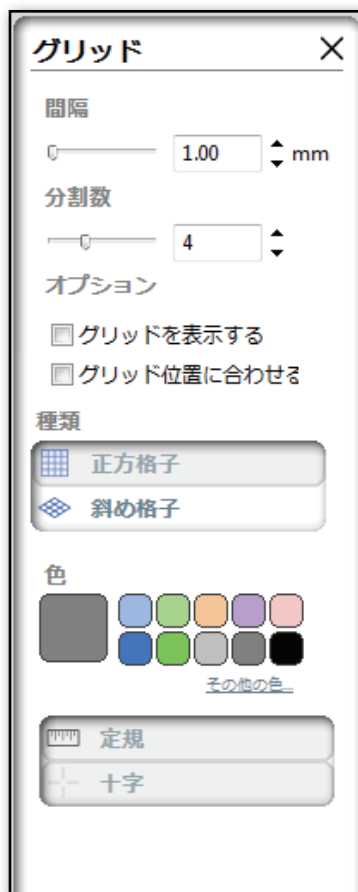 グリッド
間隔
1.00 mm
分割数
4
オプション
グリッドを表示する
グリッド位置に合わせる
種類
正方格子
斜め格子
色
その他の色...
定規
十字